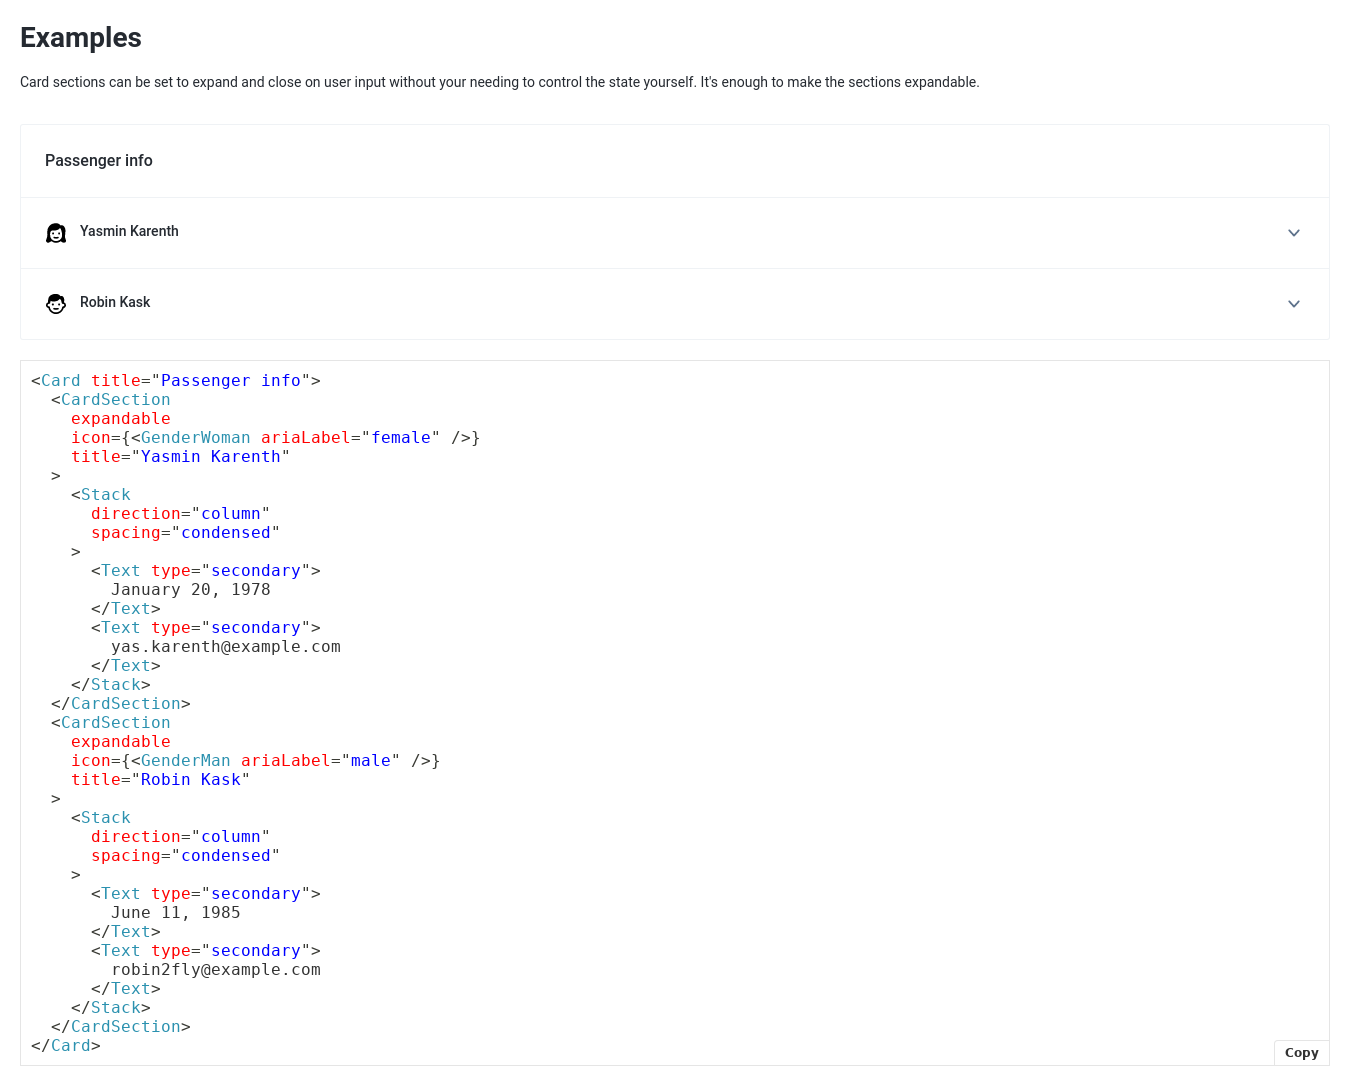 Examples
Card sections can be set to expand and close on user input without your needing to control the state yourself. It's enough to make the sections expandable.
Passenger info
Yasmin Karenth
Robin Kask
<Card title="Passenger info">
  <CardSection
    expandable
    icon={<GenderWoman ariaLabel="female" />}
    title="Yasmin Karenth"
  >
    <Stack
      direction="column"
      spacing="condensed"
    >
      <Text type="secondary">
        January 20, 1978
      </Text>
      <Text type="secondary">
        yas.karenth@example.com
      </Text>
    </Stack>
  </CardSection>
  <CardSection
    expandable
    icon={<GenderMan ariaLabel="male" />}
    title="Robin Kask"
  >
    <Stack
      direction="column"
      spacing="condensed"
    >
      <Text type="secondary">
        June 11, 1985
      </Text>
      <Text type="secondary">
        robin2fly@example.com
      </Text>
    </Stack>
  </CardSection>
</Card>
Copy